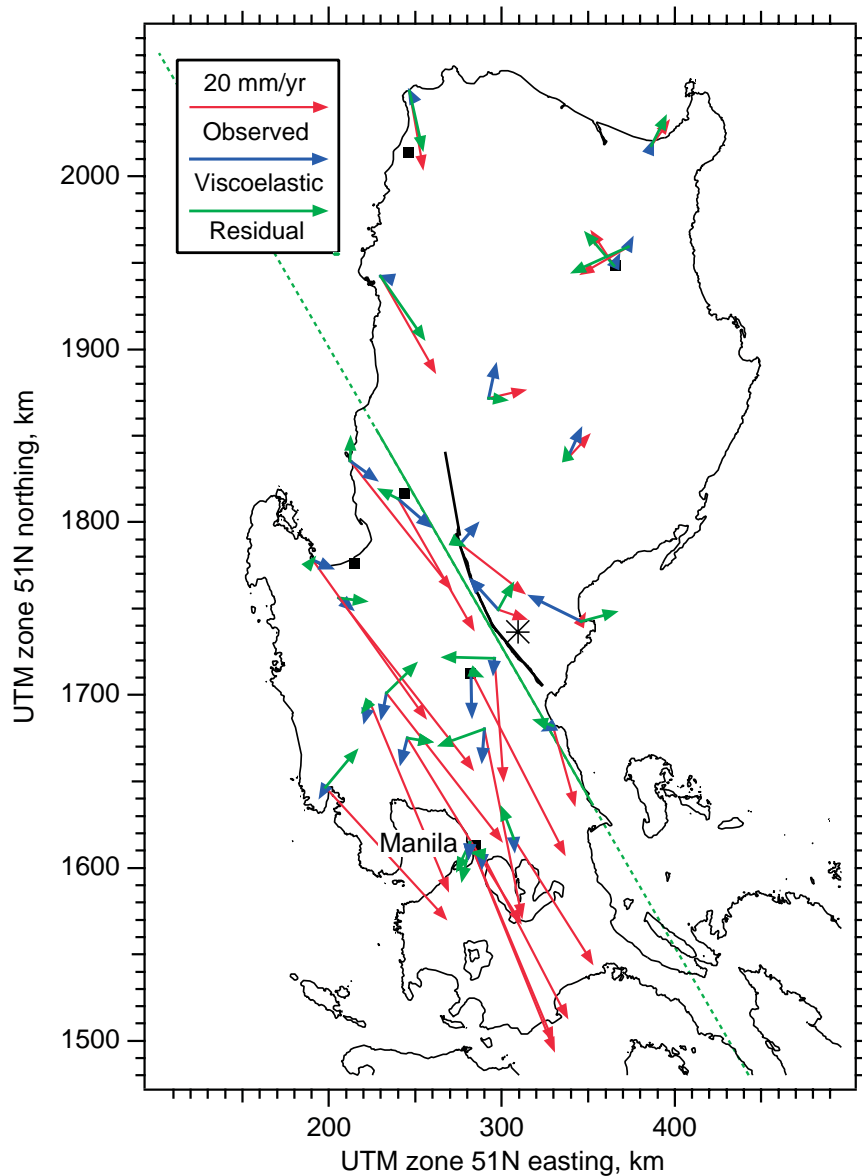 20 mm/yr
Observed
Viscoelastic
Residual
2000
1900
1800
1700
1600
1500
UTM zone 51N northing, km
Manila
200
300
400
UTM zone 51N easting, km